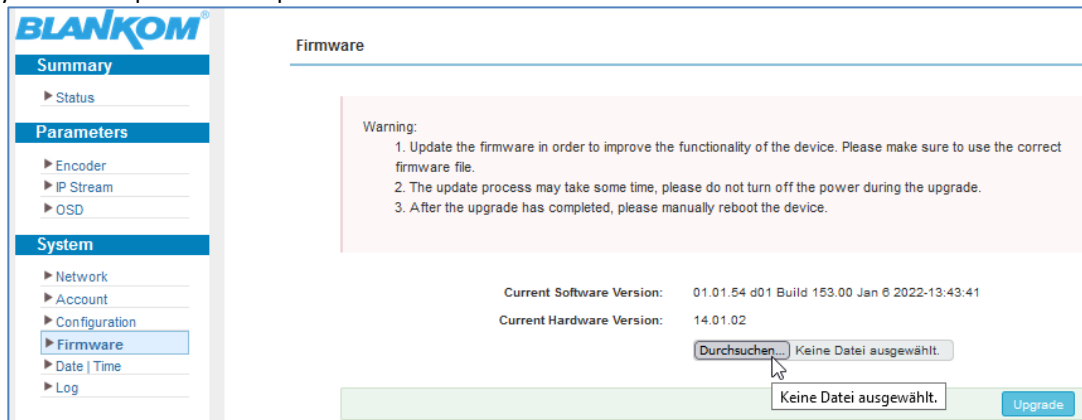 BLANKOM®
Summary
Status
Parameters
Encoder
IP Stream
OSD
System
Network
Account
Configuration
Firmware
Date | Time
Log
Firmware
Warning:
1. Update the firmware in order to improve the functionality of the device. Please make sure to use the correct
firmware file.
2. The update process may take some time, please do not turn off the power during the upgrade.
3. After the upgrade has completed, please manually reboot the device.
Current Software Version: 01.01.54 d01 Build 153.00 Jan 6 2022-13:43:41
Current Hardware Version: 14.01.02
Durchsuchen... Keine Datei ausgewählt.
Keine Datei ausgewählt.
Upgrade